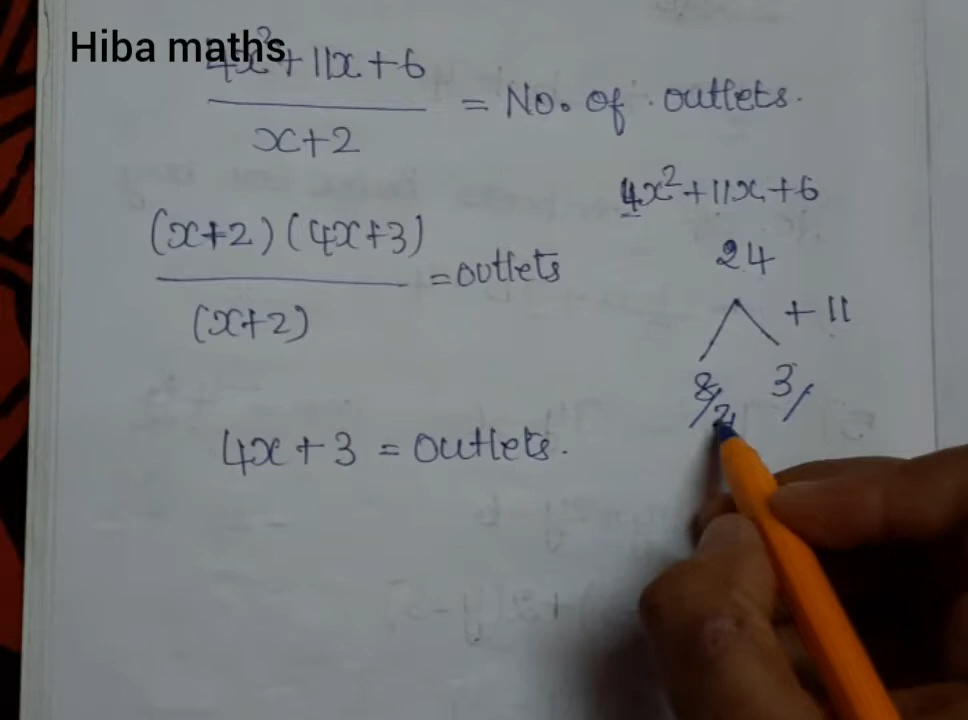 Hiba maths
4x²+11x+6
x+2
= No. of outlets.
(x+2)(4x+3)
(x+2)
=outlets
4x+3 = outlets.
4x²+11x+6
24
+11
8/4 3/